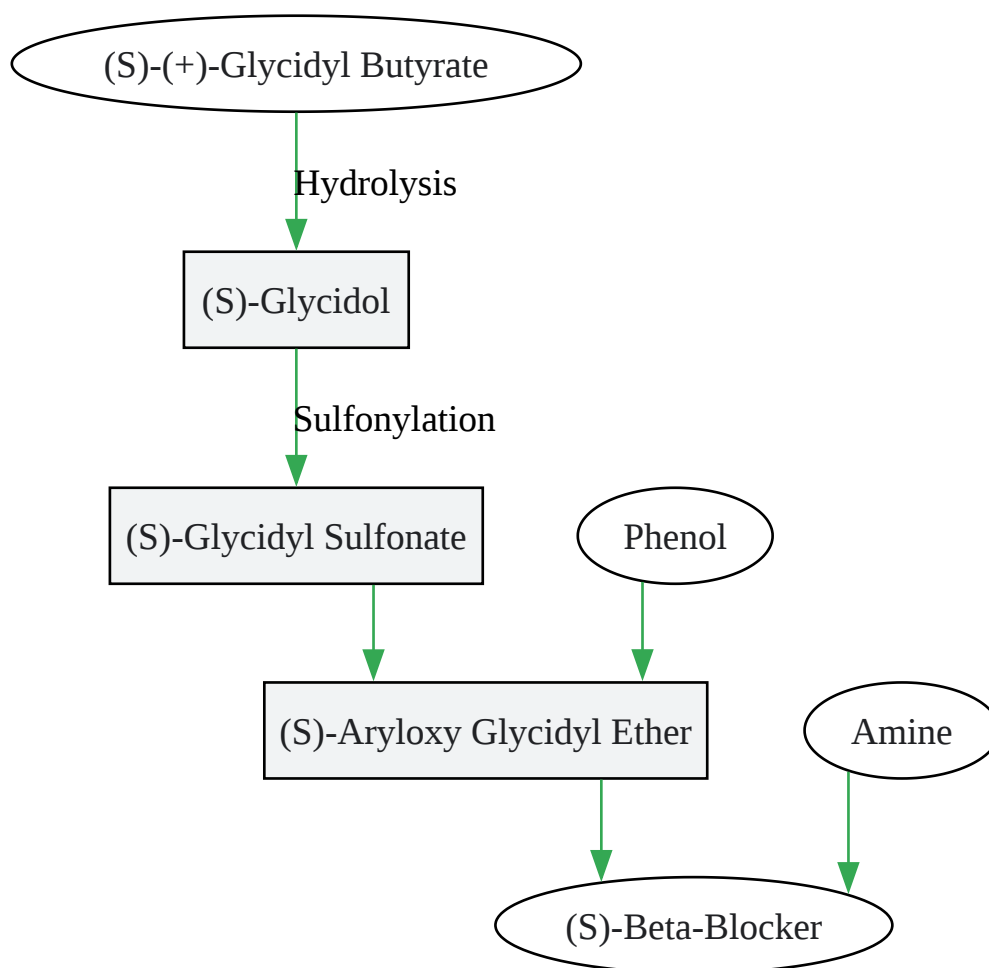 (S)-(+)-Glycidyl Butyrate
Hydrolysis
(S)-Glycidol
Sulfonylation
(S)-Glycidyl Sulfonate
Phenol
(S)-Aryloxy Glycidyl Ether
Amine
(S)-Beta-Blocker